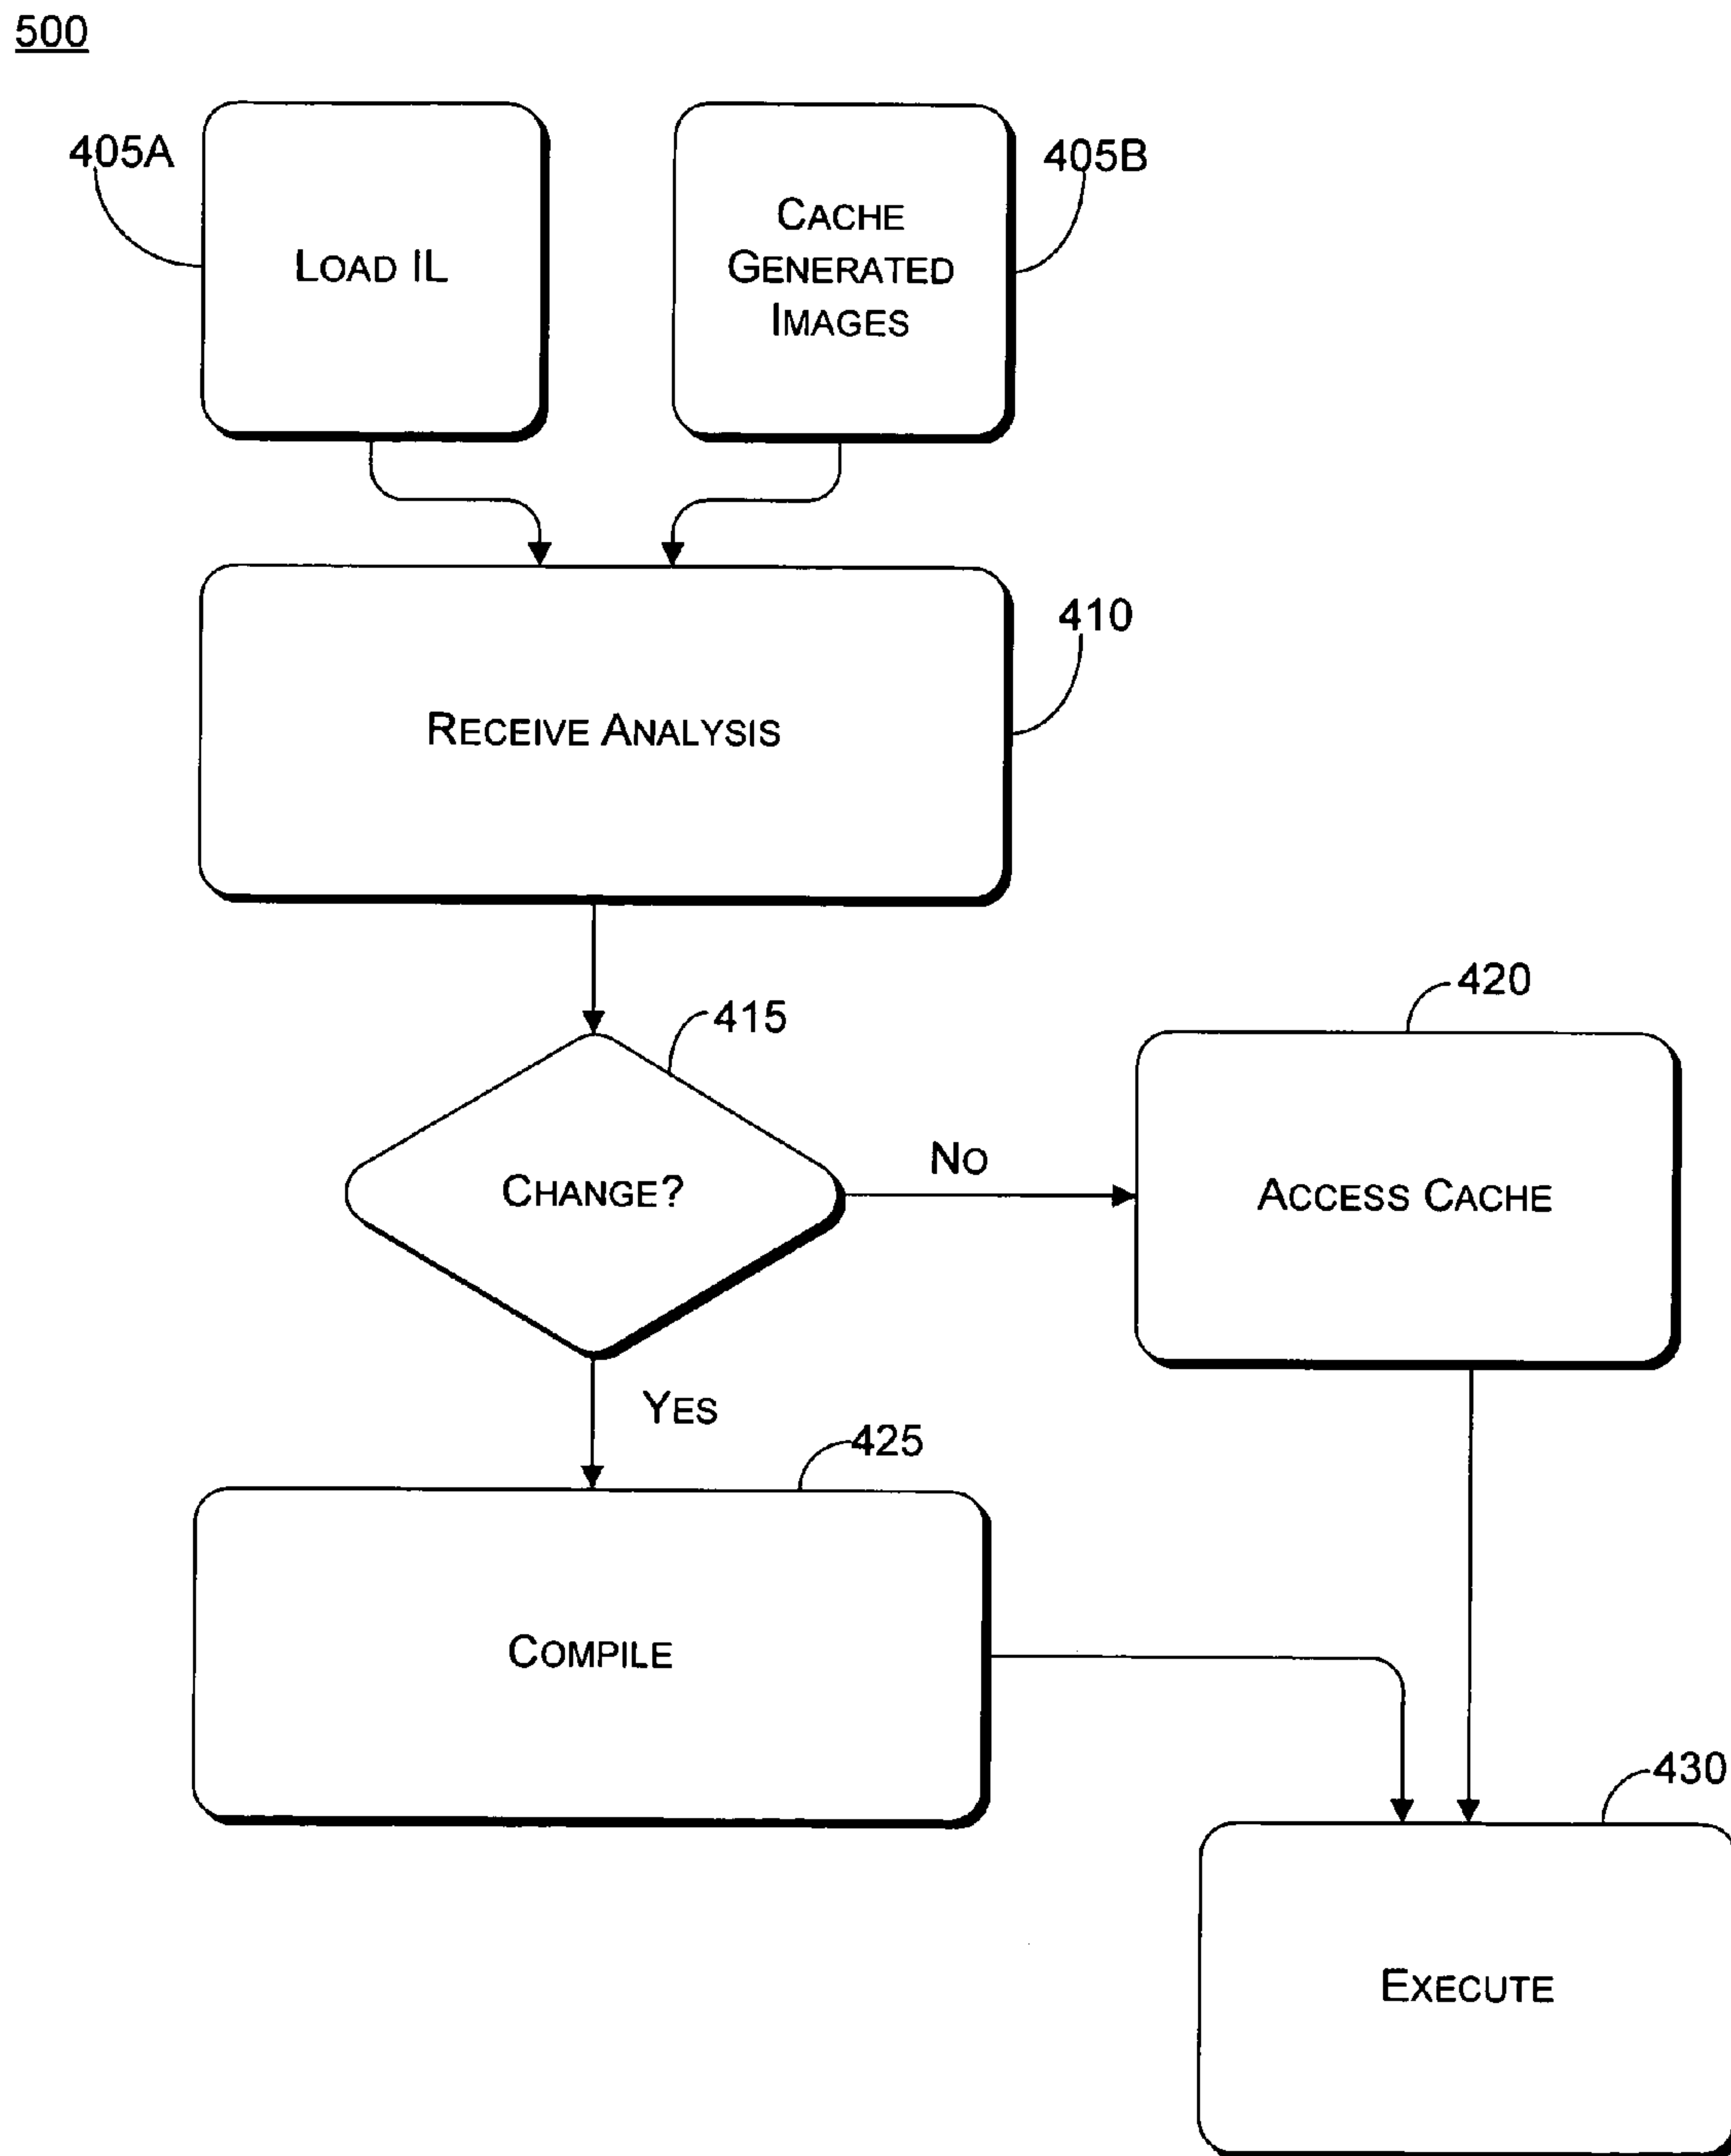 500
405A
LOAD IL
CACHE
GENERATED
IMAGES
405B
410
RECEIVE ANALYSIS
415
CHANGE?
NO
420
ACCESS CACHE
YES
425
COMPILE
430
EXECUTE